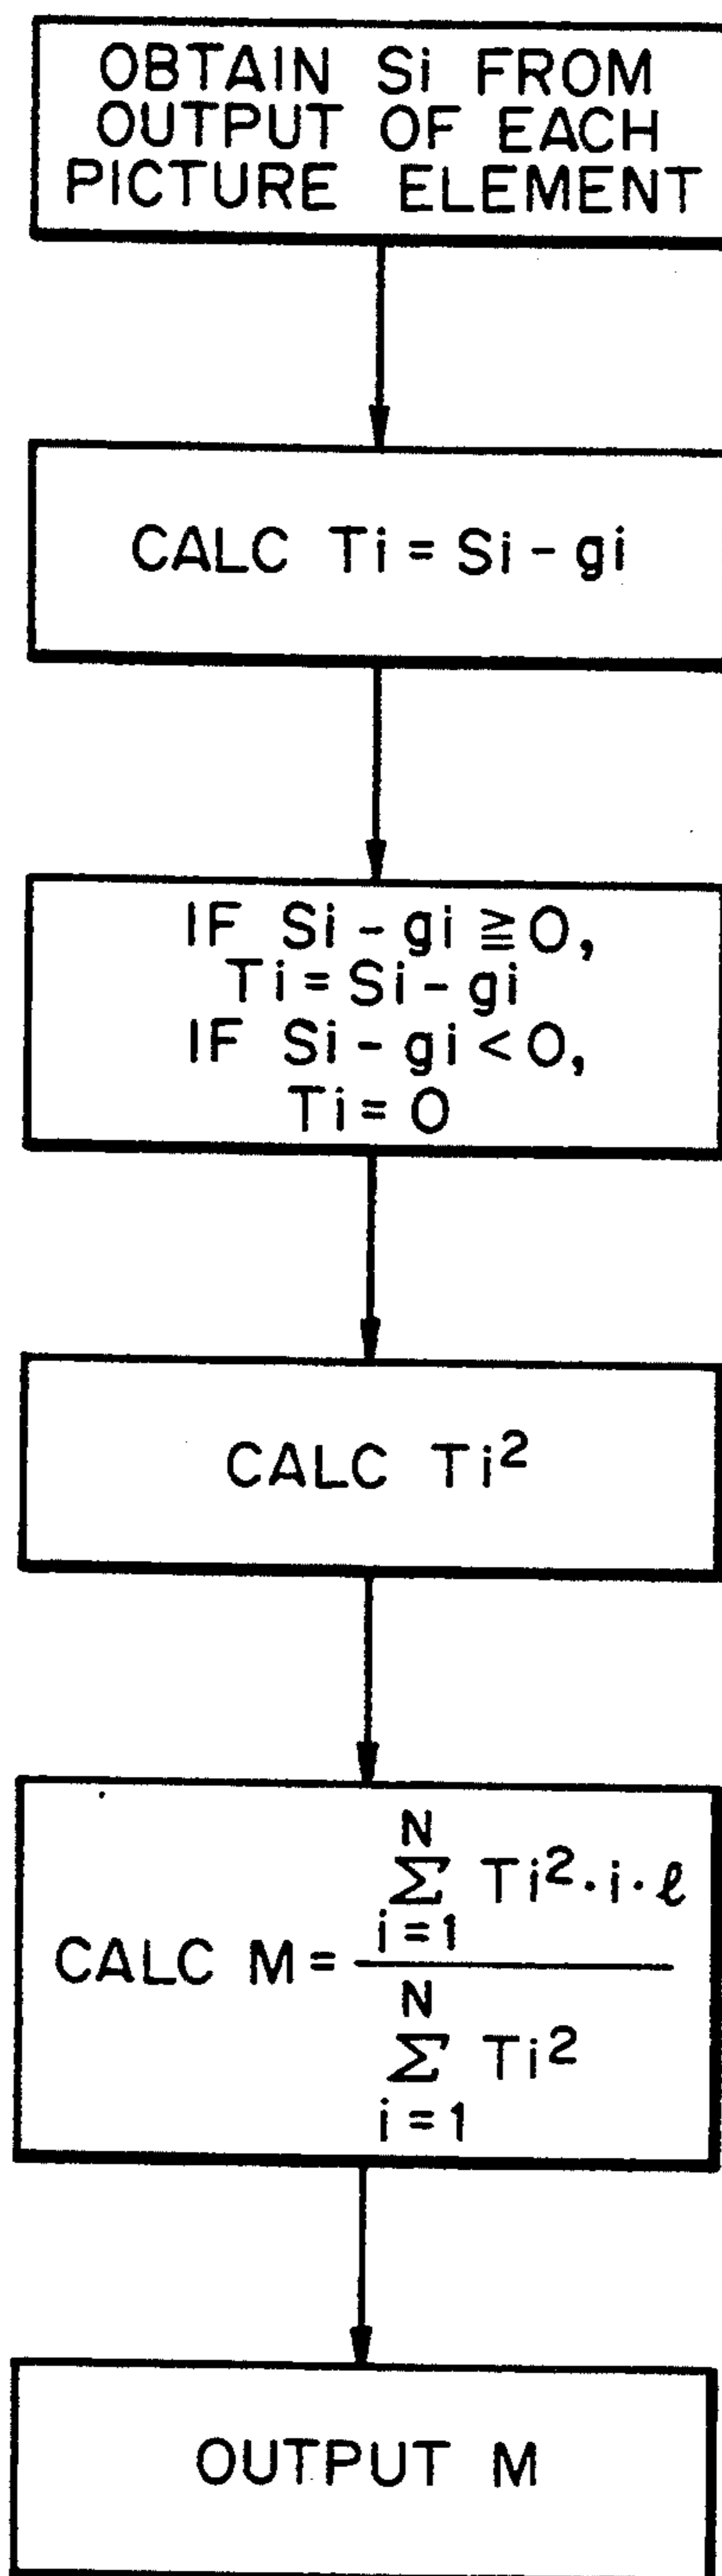 OBTAIN Si FROM
OUTPUT OF EACH
PICTURE ELEMENT
CALC Ti = Si - gi
IF Si - gi ≧ 0,
Ti = Si - gi
IF Si - gi < 0,
Ti = 0
CALC Ti²
N
Σ Ti²·i·ℓ
i = 1
CALC M =
N
Σ Ti²
i = 1
OUTPUT M